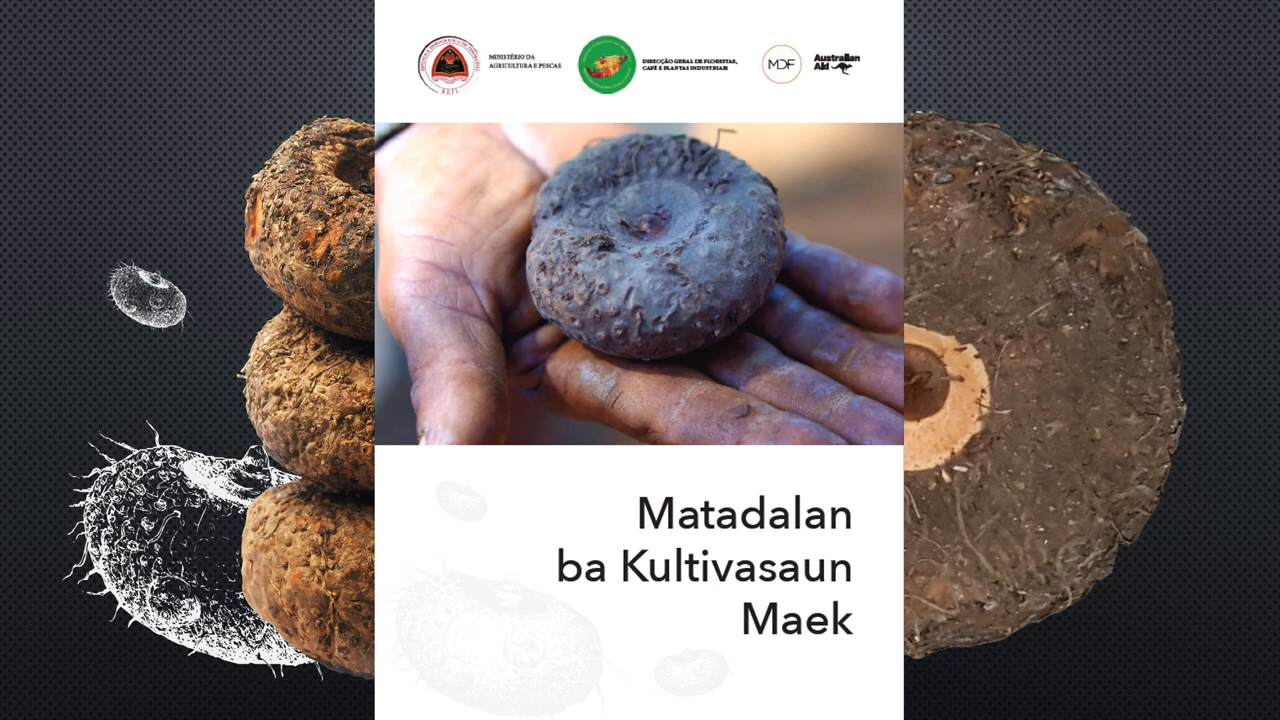 MINISTÉRIO DA
AGRICULTURA E PESCAS
DIRECÇÃO GERAL DE FLORESTAS,
CAFÉ E PLANTAS INDUSTRIAIS
MDF
Australian
Aid
Matadalan
ba Kultivasaun
Maek